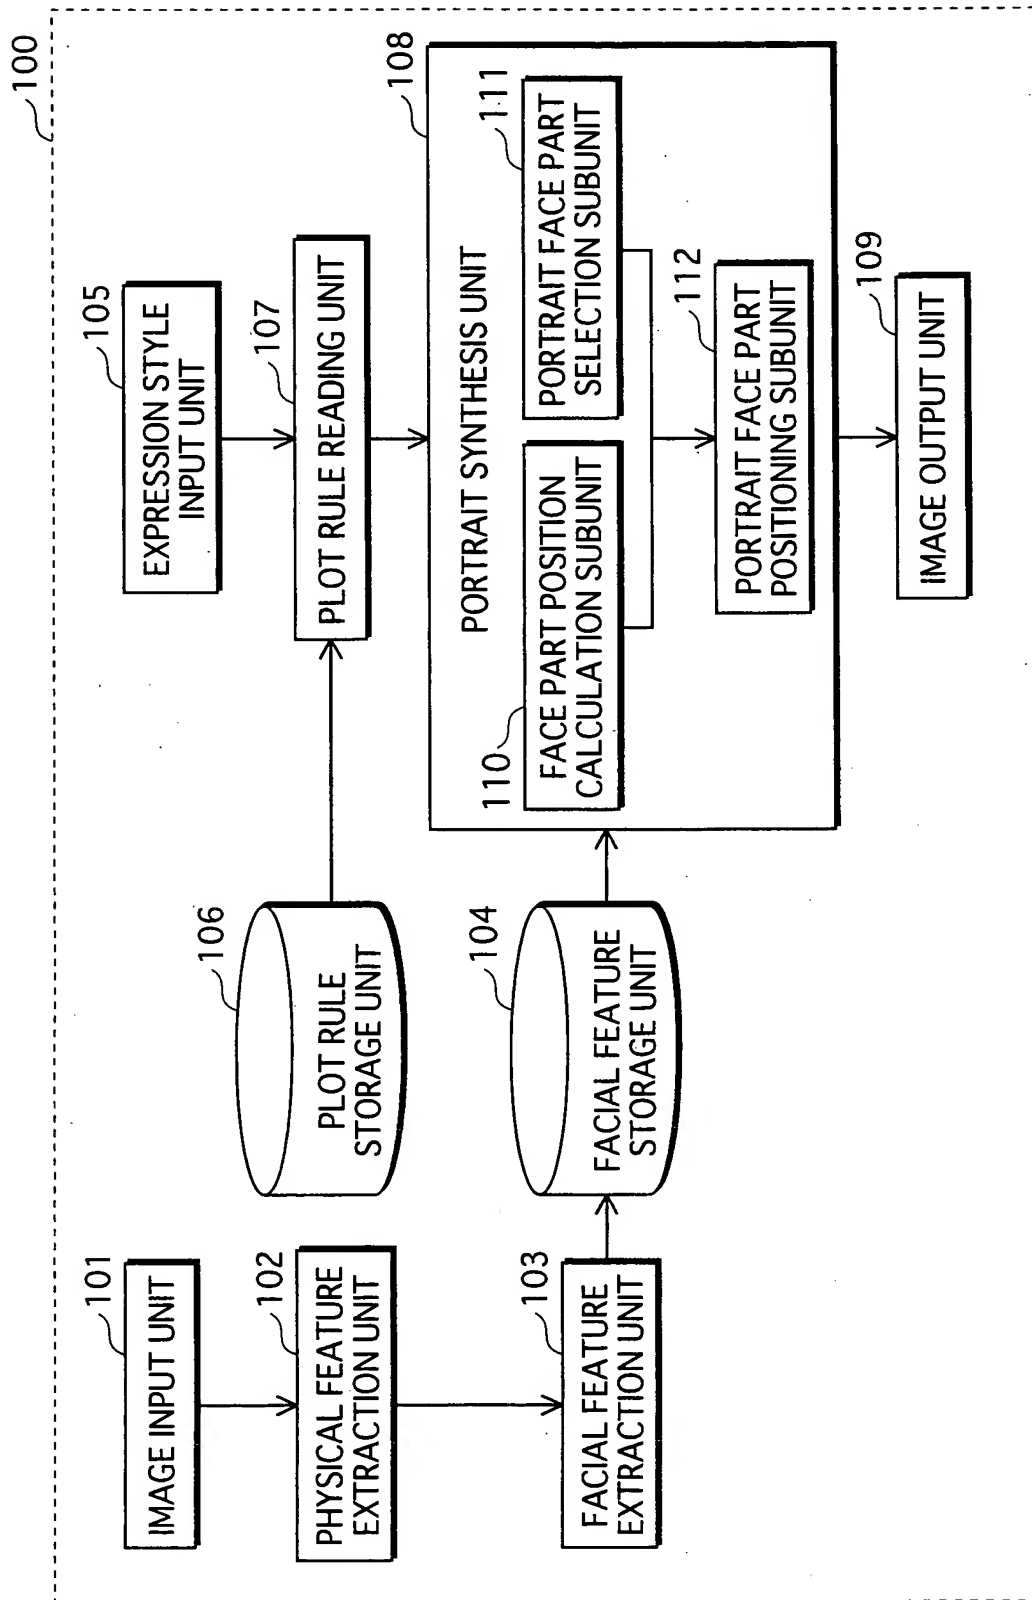 100
101
IMAGE INPUT UNIT
102
PHYSICAL FEATURE
EXTRACTION UNIT
103
FACIAL FEATURE
EXTRACTION UNIT
106
PLOT RULE
STORAGE UNIT
104
FACIAL FEATURE
STORAGE UNIT
105
EXPRESSION STYLE
INPUT UNIT
107
PLOT RULE READING UNIT
108
PORTRAIT SYNTHESIS UNIT
110
FACE PART POSITION
CALCULATION SUBUNIT
111
PORTRAIT FACE PART
SELECTION SUBUNIT
112
PORTRAIT FACE PART
POSITIONING SUBUNIT
109
IMAGE OUTPUT UNIT